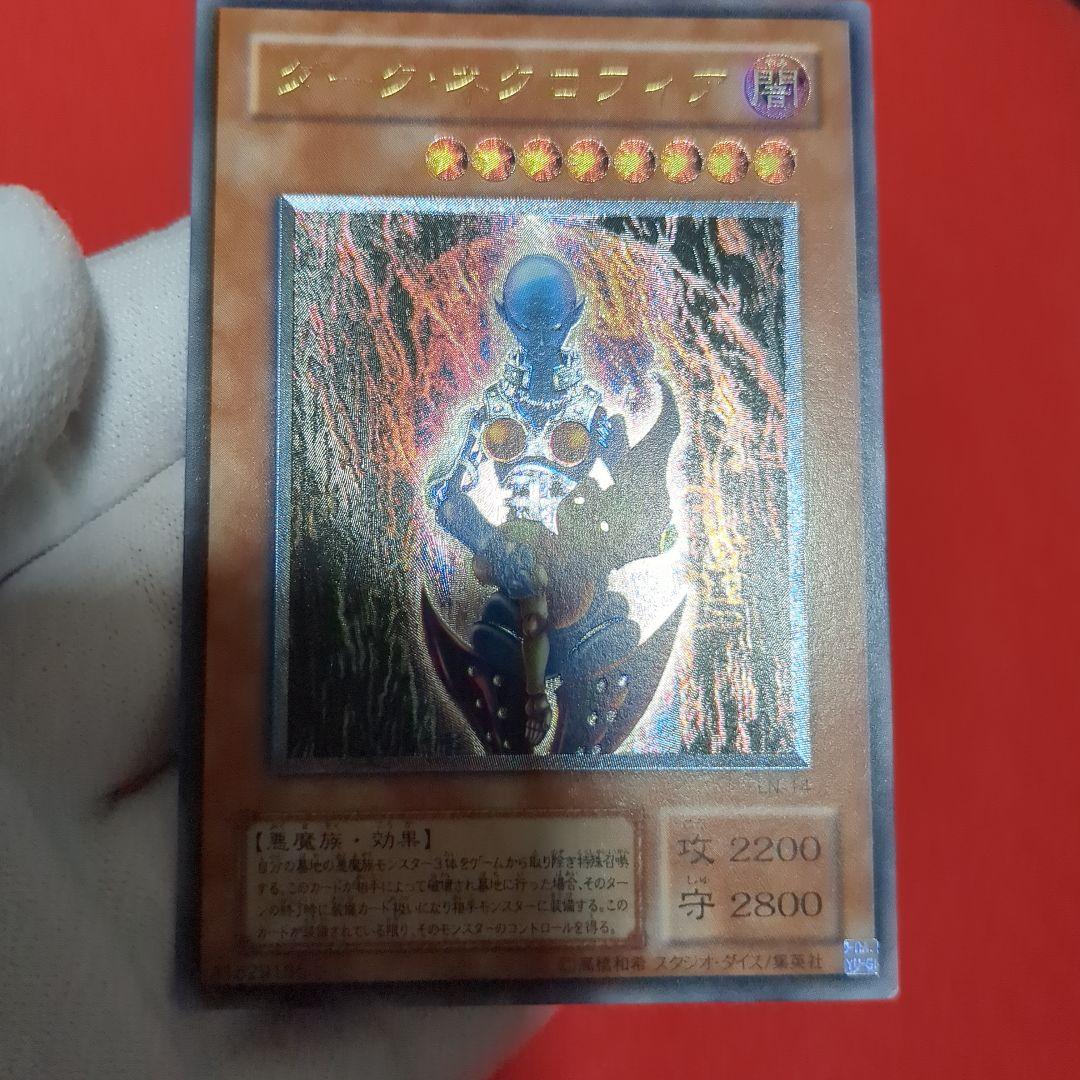 ダーク・ネクロフィア
闇
LN-14
【悪魔族・効果】
自分の墓地の悪魔族モンスター3体をゲームから取り除き特殊召喚
する。このカードが相手によって破壊され墓地に行った場合、そのター
ンの終了時に装備カード扱いになり相手モンスターに装備する。この
カードが装備されている限り、そのモンスターのコントロールを得る。
攻 2200
守 2800
©高橋和希 スタジオ・ダイス/集英社